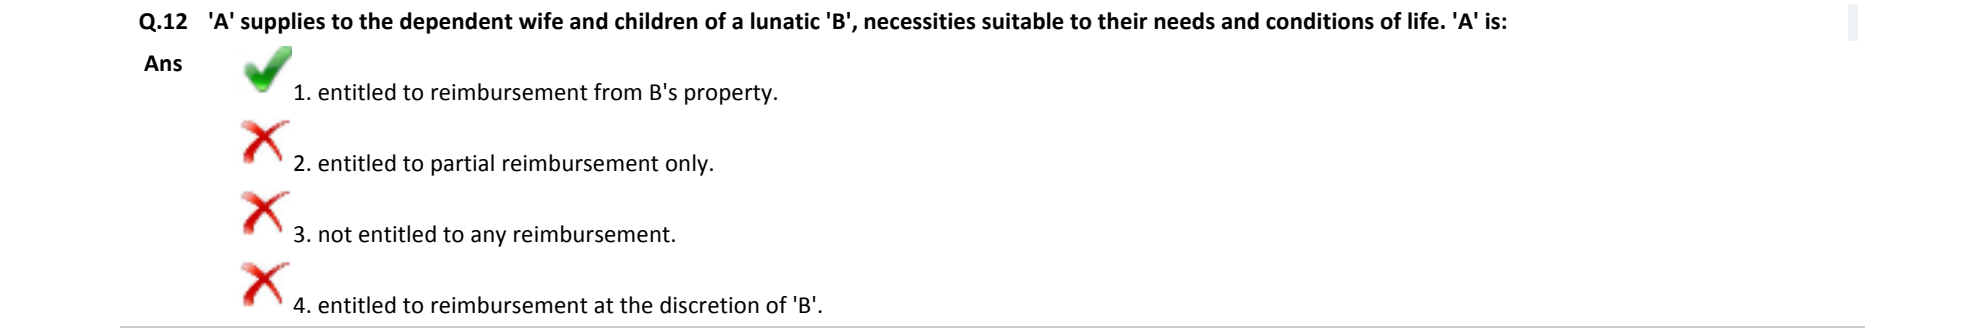 Q.12 'A' supplies to the dependent wife and children of a lunatic 'B', necessities suitable to their needs and conditions of life. 'A' is:
Ans
1. entitled to reimbursement from B's property.
2. entitled to partial reimbursement only.
3. not entitled to any reimbursement.
4. entitled to reimbursement at the discretion of 'B'.